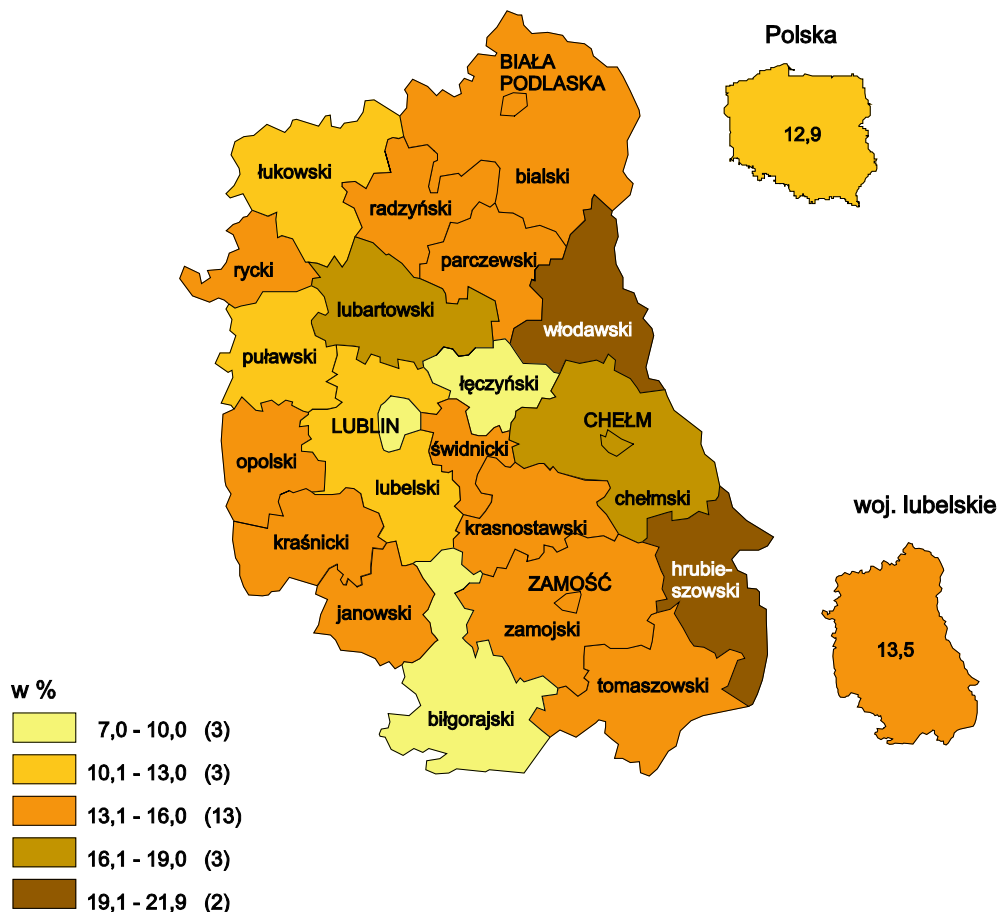 Polska
BIAŁA
PODLASKA
12,9
łukowski
bialski
radzyński
parczewski
rycki
lubartowski
włodawski
puławski
łęczyński
LUBLIN
CHEŁM
świdnicki
opolski
lubelski
chełmski
woj. lubelskie
krasnostawski
kraśnicki
hrubie-
szowski
ZAMOŚĆ
janowski
zamojski
13,5
tomaszowski
biłgorajski
w %
7,0 - 10,0 (3)
10,1 - 13,0 (3)
13,1 - 16,0 (13)
16,1 - 19,0 (3)
19,1 - 21,9 (2)